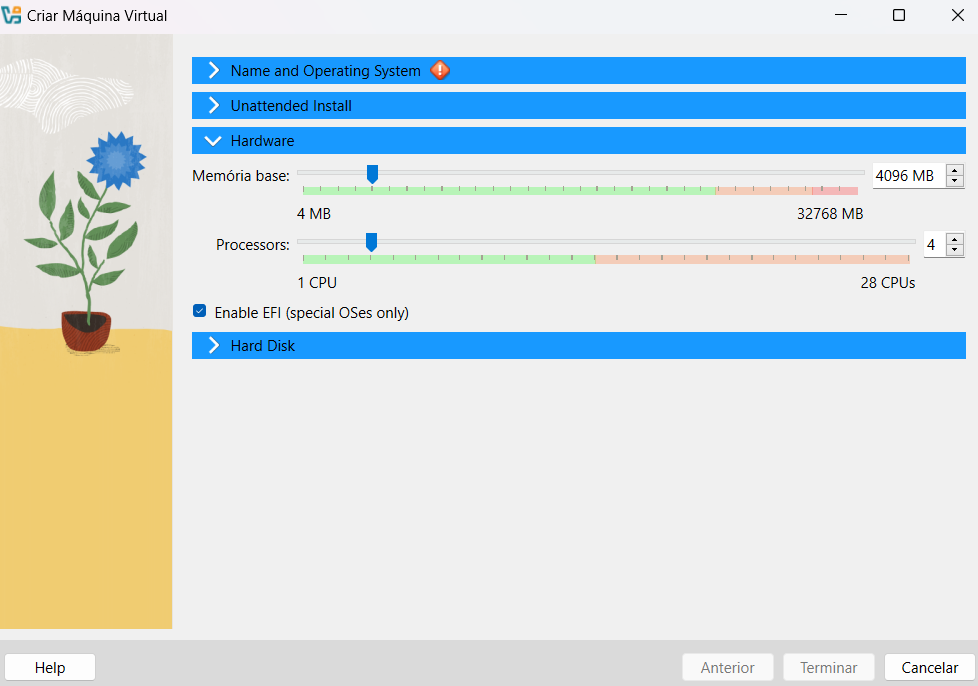 Criar Máquina Virtual
Name and Operating System
Unattended Install
Hardware
Memória base: 4096 MB
4 MB 32768 MB
Processors: 4
1 CPU 28 CPUs
Enable EFI (special OSes only)
Hard Disk
Help Anterior Terminar Cancelar